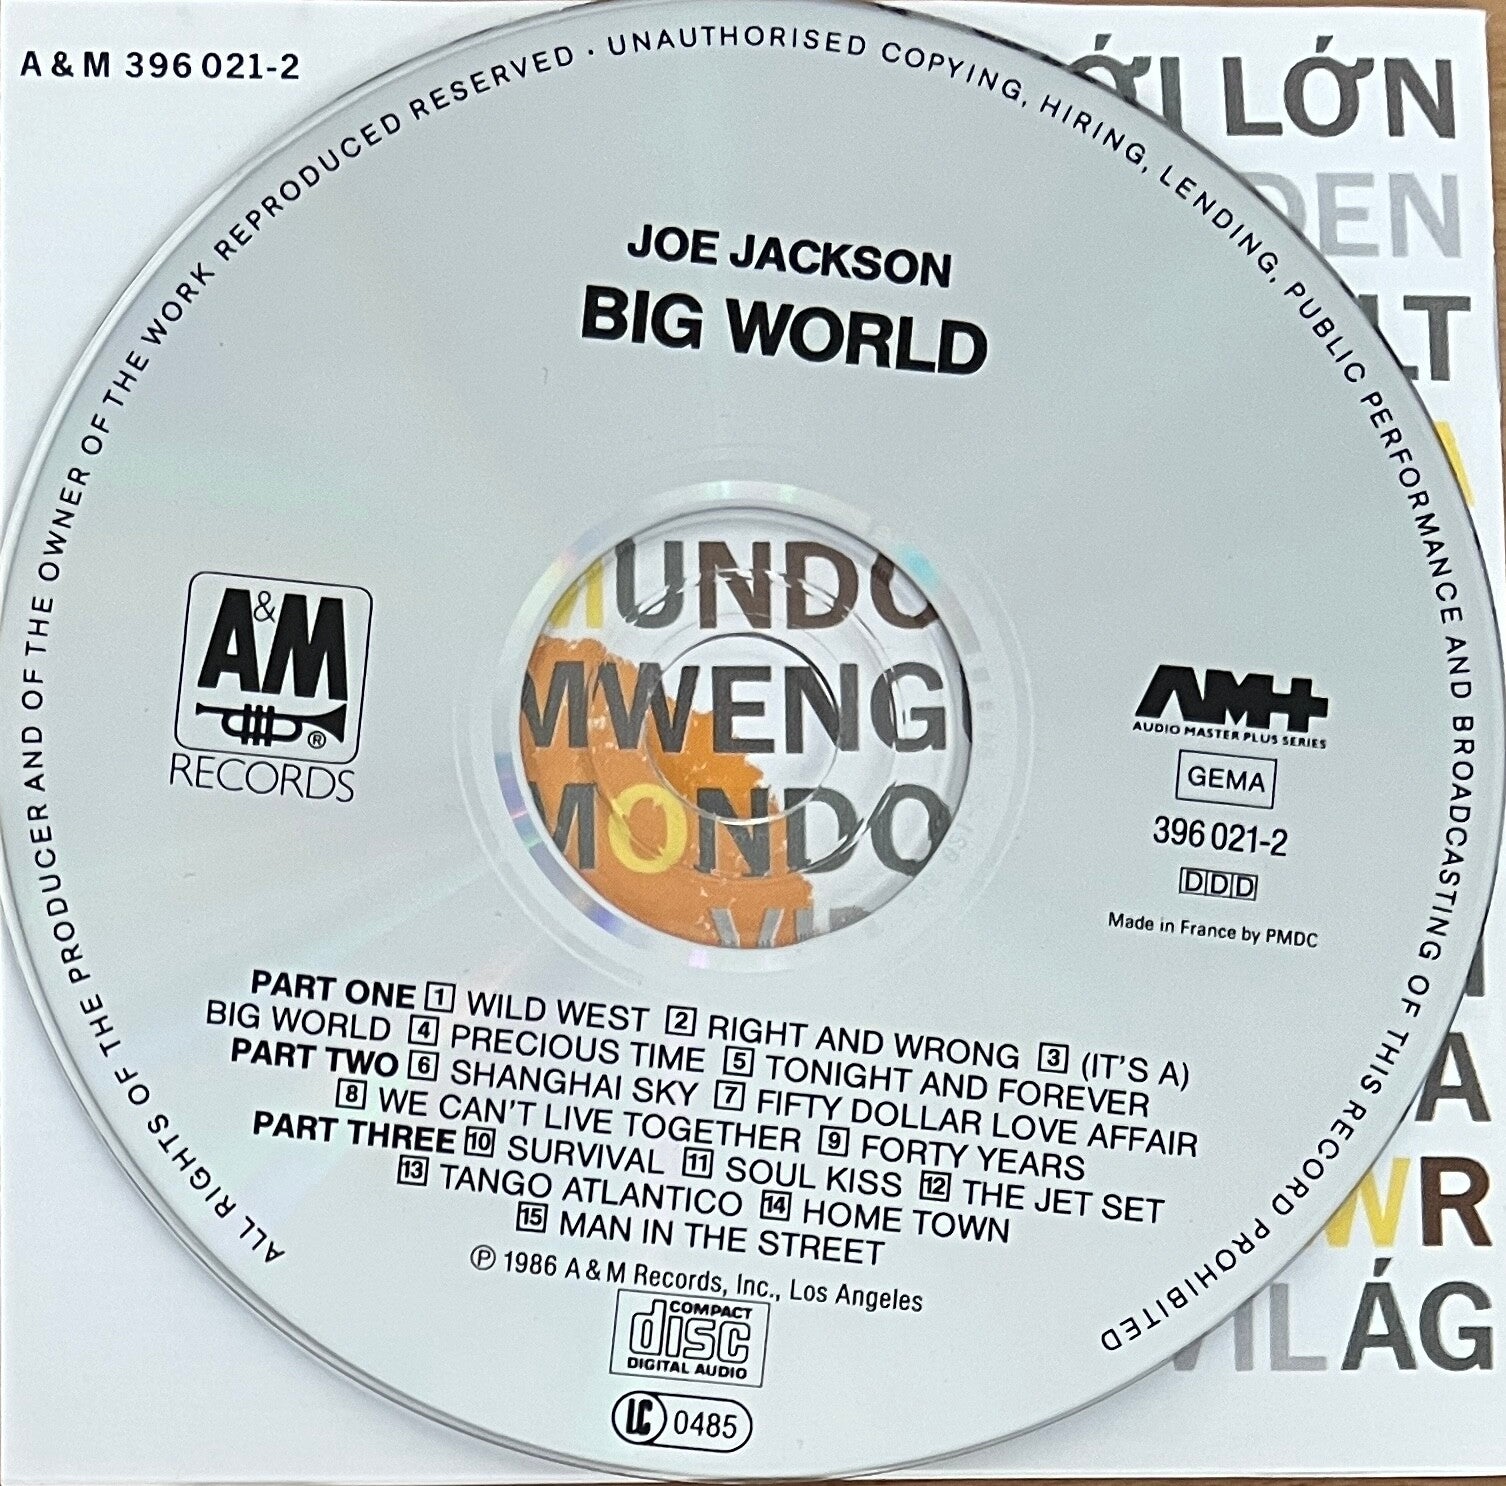 A & M 396 021-2
ALL RIGHTS OF THE PRODUCER AND OF THE OWNER OF THE WORK REPRODUCED RESERVED · UNAUTHORISED COPYING, HIRING, LENDING, PUBLIC PERFORMANCE AND BROADCASTING OF THIS RECORD PROHIBITED
LỚN
JOE JACKSON
BIG WORLD
A&M
®
RECORDS
MUNDO
MWENG
MONDO
AM+
AUDIO MASTER PLUS SERIES
GEMA
396 021-2
DDD
Made in France by PMDC
PART ONE 1 WILD WEST 2 RIGHT AND WRONG 3 (IT'S A)
BIG WORLD 4 PRECIOUS TIME 5 TONIGHT AND FOREVER
PART TWO 6 SHANGHAI SKY 7 FIFTY DOLLAR LOVE AFFAIR
8 WE CAN'T LIVE TOGETHER 9 FORTY YEARS
PART THREE 10 SURVIVAL 11 SOUL KISS 12 THE JET SET
13 TANGO ATLANTICO 14 HOME TOWN
15 MAN IN THE STREET
℗ 1986 A & M Records, Inc., Los Angeles
COMPACT
disc
DIGITAL AUDIO
LC 0485
VILÁG